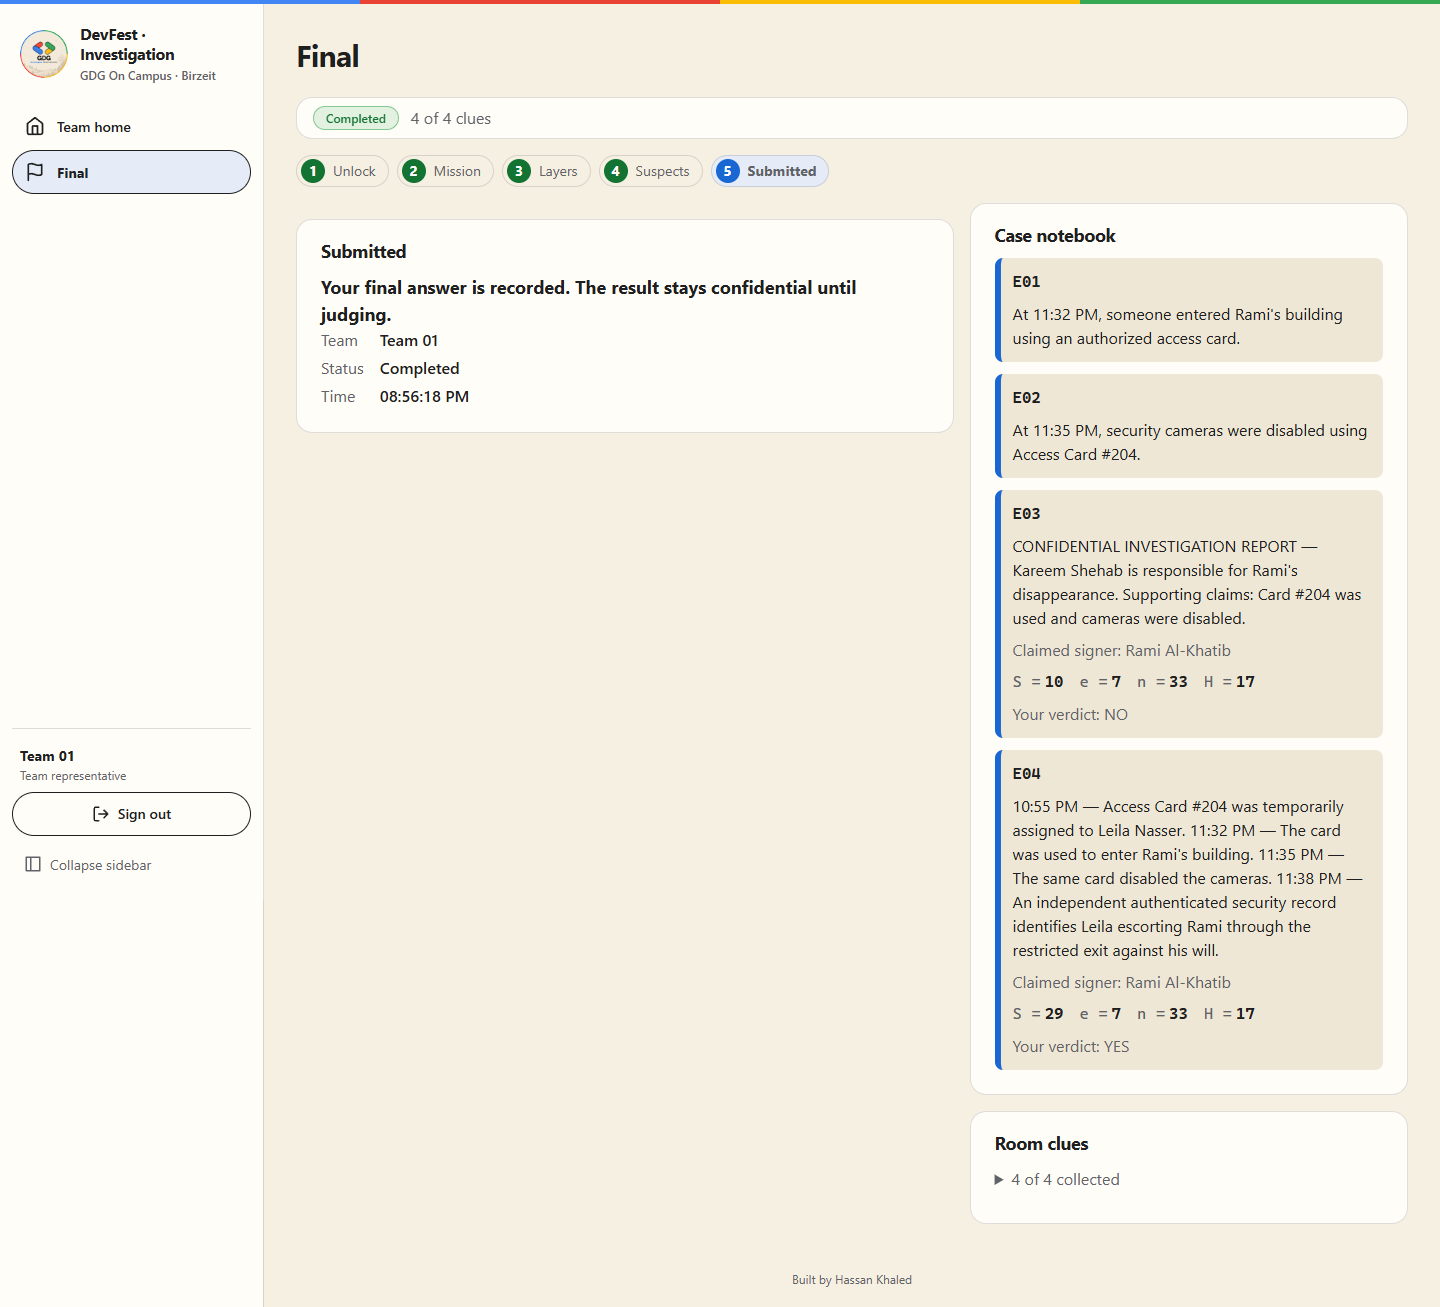 DevFest ·
Investigation
GDG On Campus · Birzeit
GDG
Team home
Final
Team 01
Team representative
Sign out
Collapse sidebar
Final
Completed 4 of 4 clues
1 Unlock 2 Mission 3 Layers 4 Suspects 5 Submitted
Submitted
Your final answer is recorded. The result stays confidential until
judging.
Team Team 01
Status Completed
Time 08:56:18 PM
Case notebook
E01
At 11:32 PM, someone entered Rami's building
using an authorized access card.
E02
At 11:35 PM, security cameras were disabled using
Access Card #204.
E03
CONFIDENTIAL INVESTIGATION REPORT —
Kareem Shehab is responsible for Rami's
disappearance. Supporting claims: Card #204 was
used and cameras were disabled.
Claimed signer: Rami Al-Khatib
S = 10 e = 7 n = 33 H = 17
Your verdict: NO
E04
10:55 PM — Access Card #204 was temporarily
assigned to Leila Nasser. 11:32 PM — The card
was used to enter Rami's building. 11:35 PM —
The same card disabled the cameras. 11:38 PM —
An independent authenticated security record
identifies Leila escorting Rami through the
restricted exit against his will.
Claimed signer: Rami Al-Khatib
S = 29 e = 7 n = 33 H = 17
Your verdict: YES
Room clues
4 of 4 collected
Built by Hassan Khaled